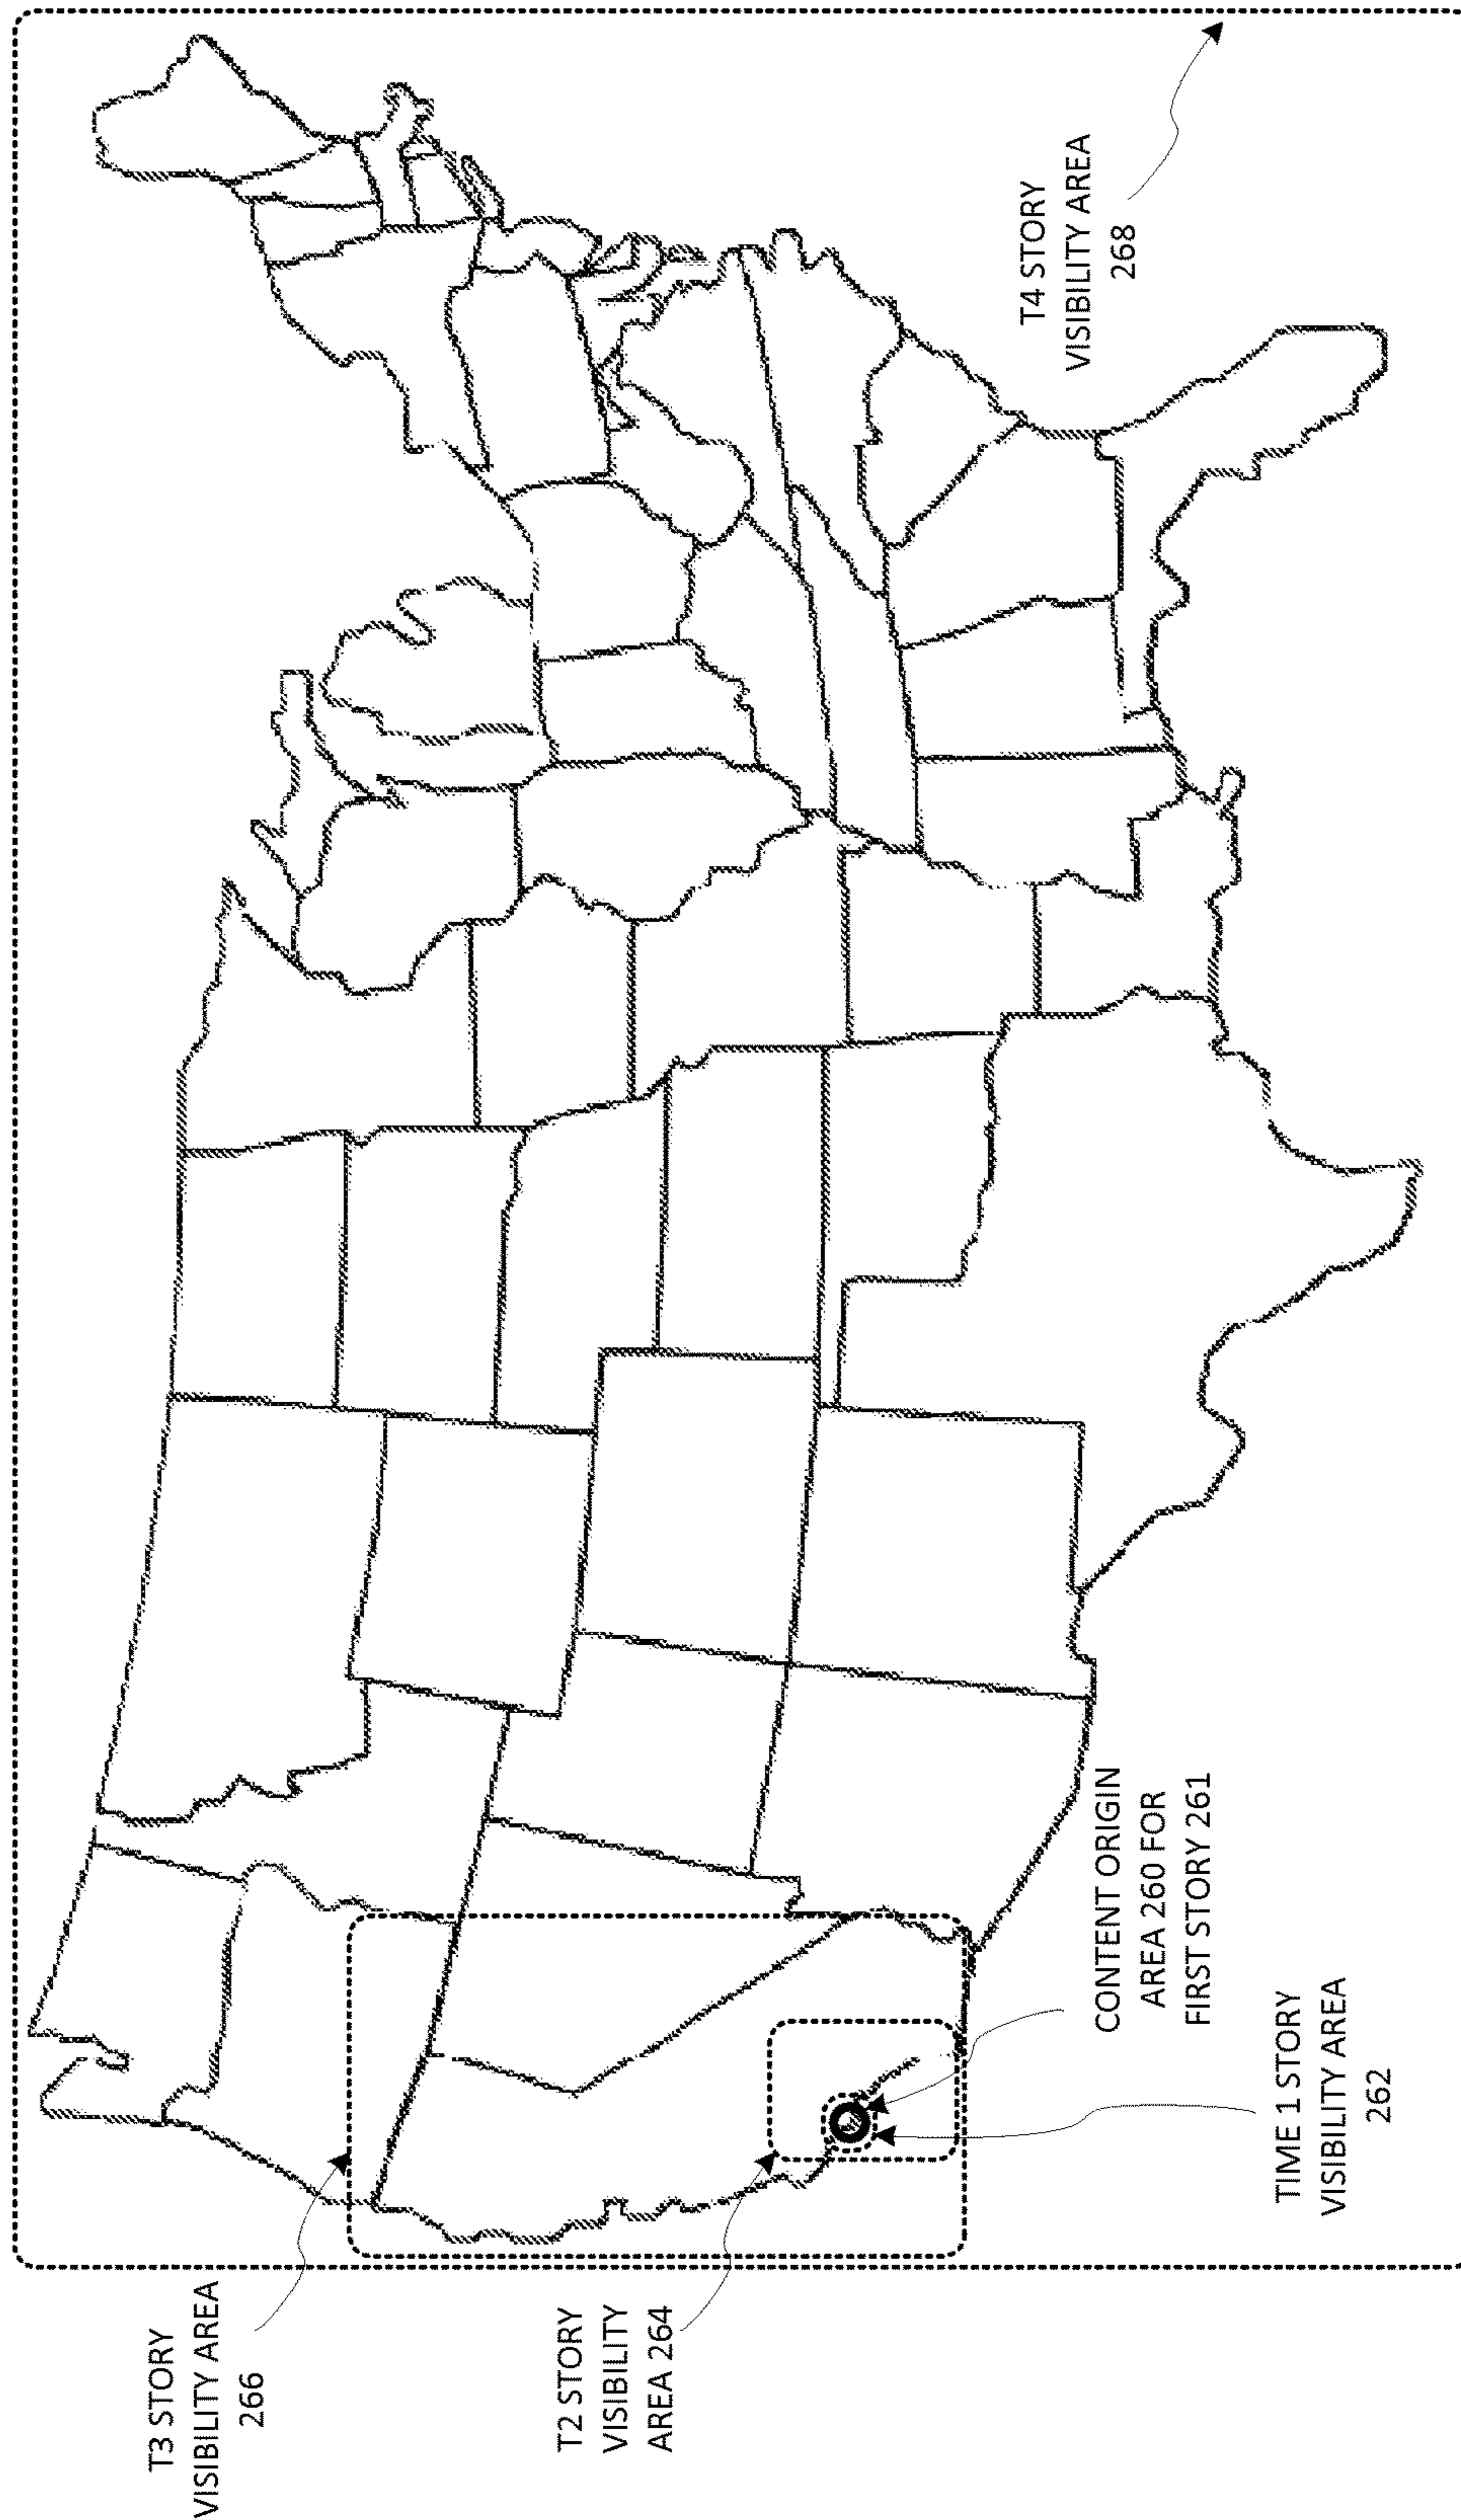 T3 STORY
VISIBILITY AREA
266
T2 STORY
VISIBILITY
AREA 264
TIME 1 STORY
VISIBILITY AREA
262
CONTENT ORIGIN
AREA 260 FOR
FIRST STORY 261
T4 STORY
VISIBILITY AREA
268